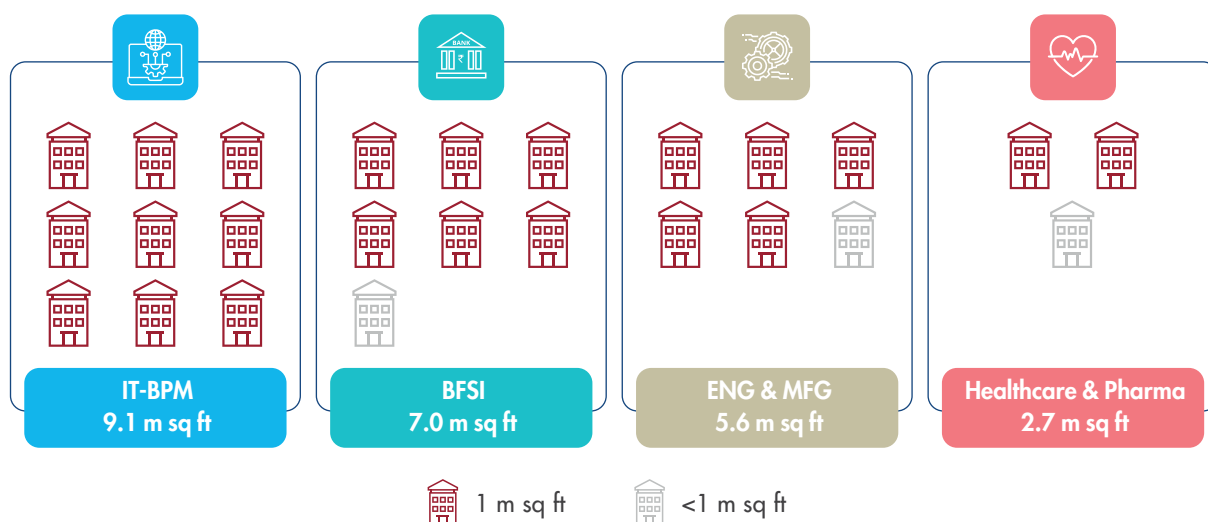 BANK
₹
IT-BPM
9.1 m sq ft
BFSI
7.0 m sq ft
ENG & MFG
5.6 m sq ft
Healthcare & Pharma
2.7 m sq ft
1 m sq ft
<1 m sq ft